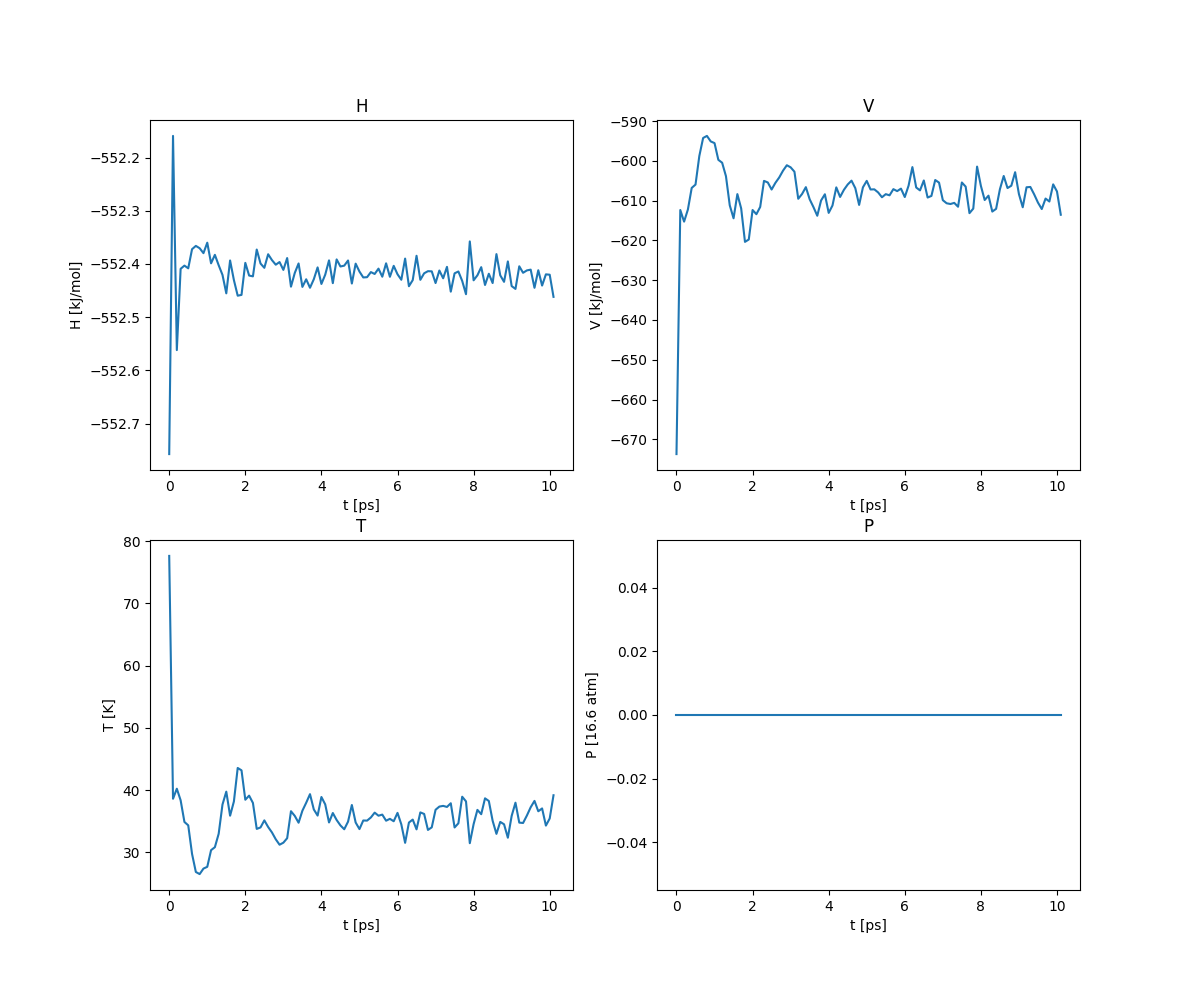 H
H [kJ/mol]
−552.2
−552.3
−552.4
−552.5
−552.6
−552.7
0 2 4 6 8 10
t [ps]
V
V [kJ/mol]
−590
−600
−610
−620
−630
−640
−650
−660
−670
0 2 4 6 8 10
t [ps]
T
T [K]
80
70
60
50
40
30
0 2 4 6 8 10
t [ps]
P
P [16.6 atm]
0.04
0.02
0.00
−0.02
−0.04
0 2 4 6 8 10
t [ps]